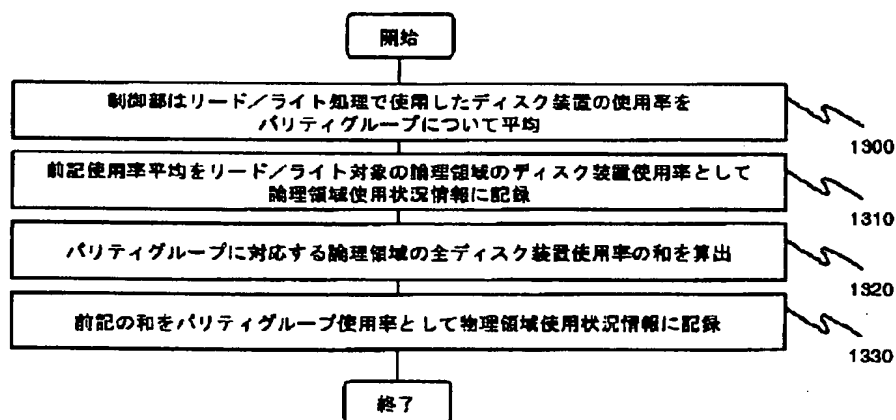 開始
制御部はリード／ライト処理で使用したディスク装置の使用率を
パリティグループについて平均
1300
前記使用率平均をリード／ライト対象の論理領域のディスク装置使用率として
論理領域使用状況情報に記録
1310
パリティグループに対応する論理領域の全ディスク装置使用率の和を算出
1320
前記の和をパリティグループ使用率として物理領域使用状況情報に記録
1330
終了